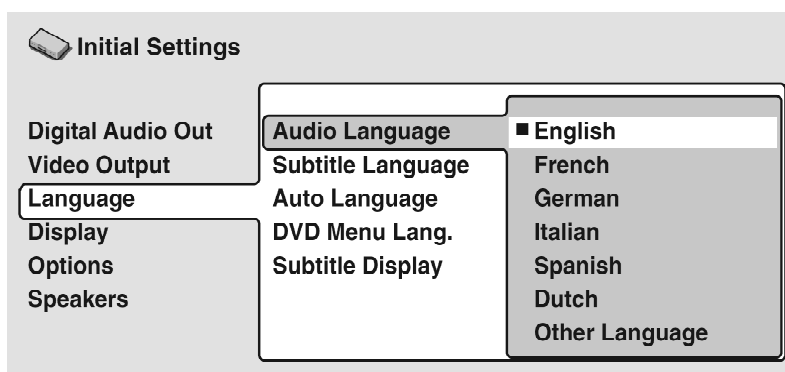 Initial Settings
Digital Audio Out
Video Output
Language
Display
Options
Speakers
Audio Language
Subtitle Language
Auto Language
DVD Menu Lang.
Subtitle Display
English
French
German
Italian
Spanish
Dutch
Other Language